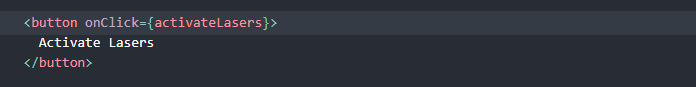 <button onClick={activateLasers}>
  Activate Lasers
</button>